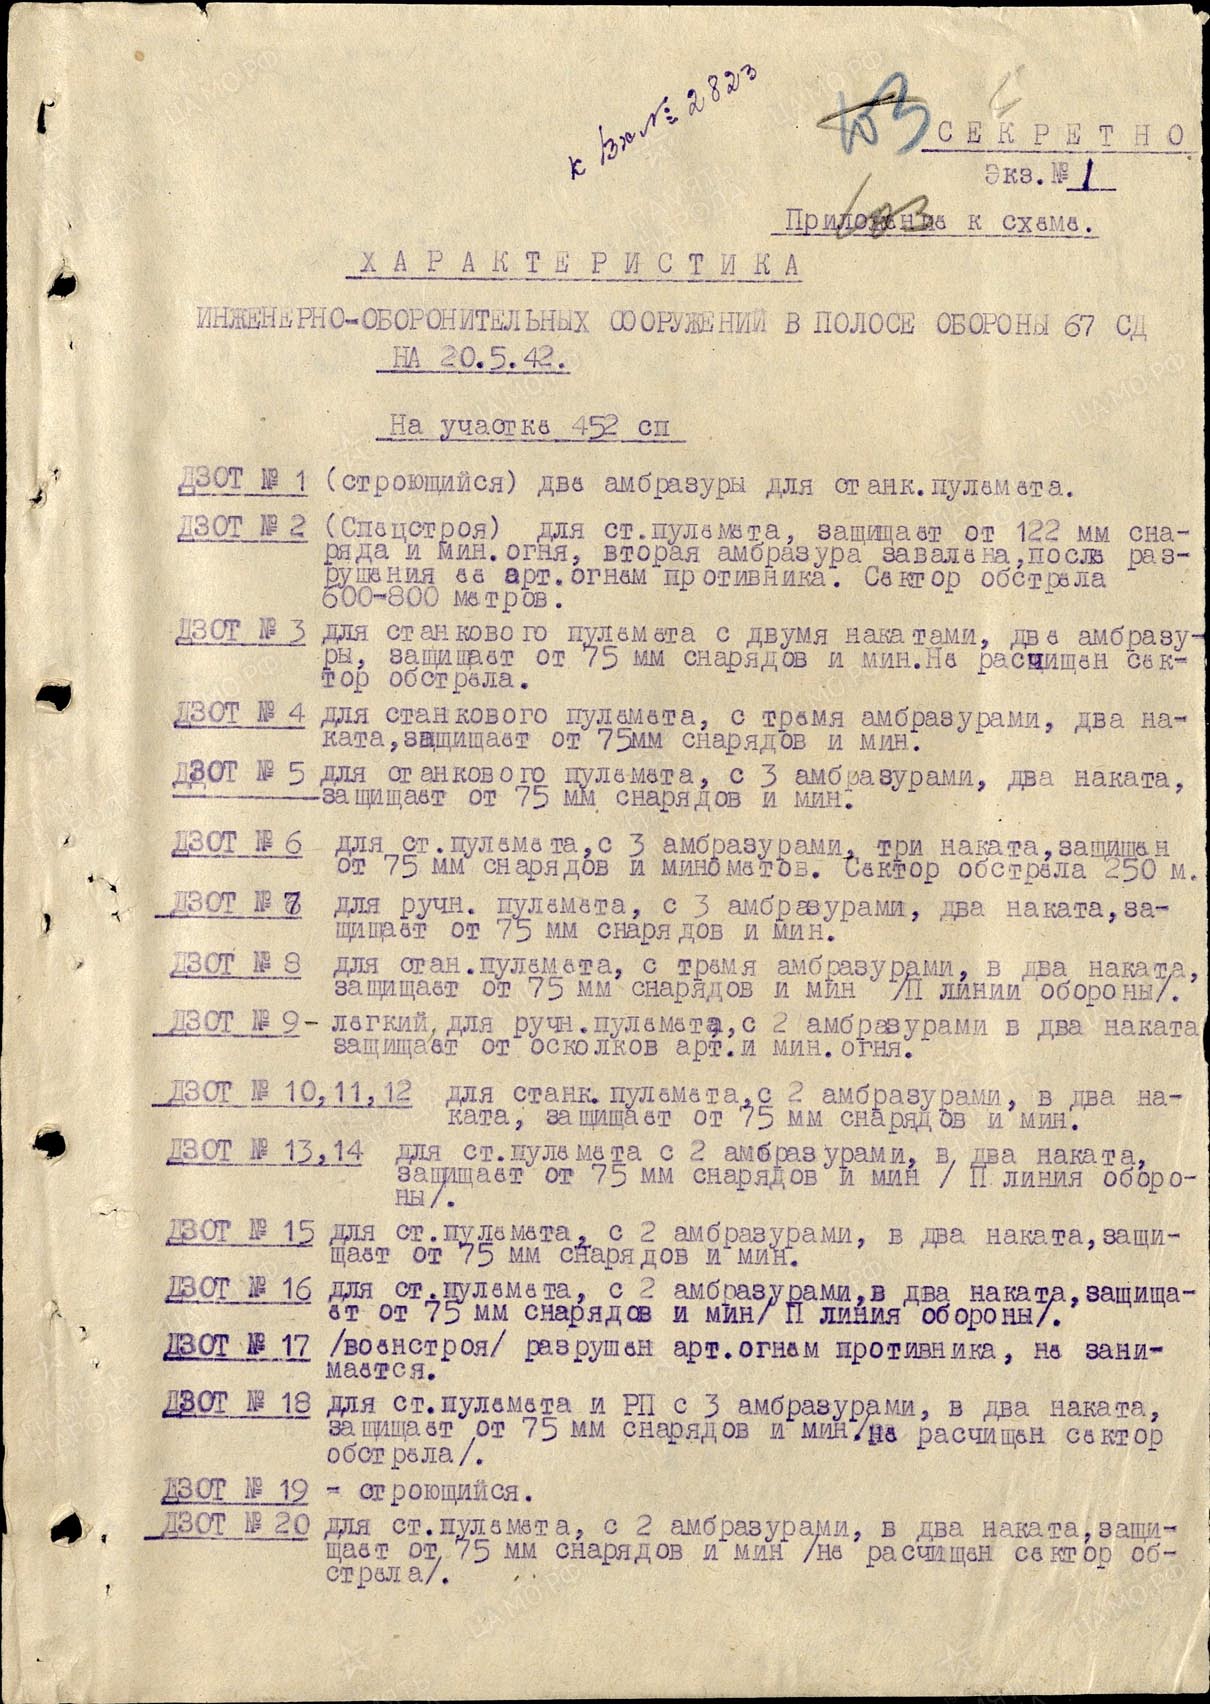 к Вх № 2823
103
СЕКРЕТНО
Экз.№ 1
Приложение к схеме.
ХАРАКТЕРИСТИКА
ИНЖЕНЕРНО-ОБОРОНИТЕЛЬНЫХ СООРУЖЕНИЙ В ПОЛОСЕ ОБОРОНЫ 67 СД
НА 20.5.42.
На участке 452 сп
ДЗОТ № 1 (строющийся) две амбразуры для станк.пулемета.
ДЗОТ № 2 (Спецстроя) для ст.пулемета, защищает от 122 мм сна-
ряда и мин.огня, вторая амбразура завалена,после раз-
рушения ее арт.огнем противника. Сектор обстрела
600-800 метров.
ДЗОТ № 3 для станкового пулемета с двумя накатами, две амбразу-
ры, защищает от 75 мм снарядов и мин.Не расчищен сек-
тор обстрела.
ДЗОТ № 4 для станкового пулемета, с тремя амбразурами, два на-
ката,защищает от 75мм снарядов и мин.
ДЗОТ № 5 для станкового пулемета, с 3 амбразурами, два наката,
защищает от 75 мм снарядов и мин.
ДЗОТ № 6 для ст.пулемета,с 3 амбразурами, три наката,защищен
от 75 мм снарядов и минометов. Сектор обстрела 250 м.
ДЗОТ № 7 для ручн. пулемета, с 3 амбразурами, два наката,за-
щищает от 75 мм снарядов и мин.
ДЗОТ № 8 для стан.пулемета, с тремя амбразурами, в два наката,
защищает от 75 мм снарядов и мин /П линии обороны/.
ДЗОТ № 9 - легкий, для ручн.пулемета,с 2 амбразурами в два наката
защищает от осколков арт.и мин.огня.
ДЗОТ № 10,11,12 для станк.пулемета,с 2 амбразурами, в два на-
ката, защищает от 75 мм снарядов и мин.
ДЗОТ № 13,14 для ст.пулемета с 2 амбразурами, в два наката,
защищает от 75 мм снарядов и мин / П линия оборо-
ны/.
ДЗОТ № 15 для ст.пулемета, с 2 амбразурами, в два наката,защи-
щает от 75 мм снарядов и мин.
ДЗОТ № 16 для ст.пулемета, с 2 амбразурами,в два наката,защища-
ет от 75 мм снарядов и мин/ П линия обороны/.
ДЗОТ № 17 /военстроя/ разрушен арт.огнем противника, не зани-
мается.
ДЗОТ № 18 для ст.пулемета и РП с 3 амбразурами, в два наката,
защищает от 75 мм снарядов и мин/не расчищен сектор
обстрела/.
ДЗОТ № 19 - строющийся.
ДЗОТ № 20 для ст.пулемета, с 2 амбразурами, в два наката,защи-
щает от 75 мм снарядов и мин /не расчищен сектор об-
стрела/.